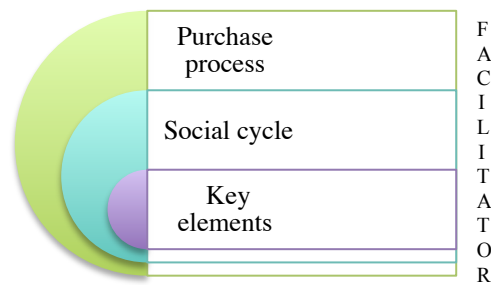 Purchase
process
Social cycle
Key
elements
F
A
C
I
L
I
T
A
T
O
R